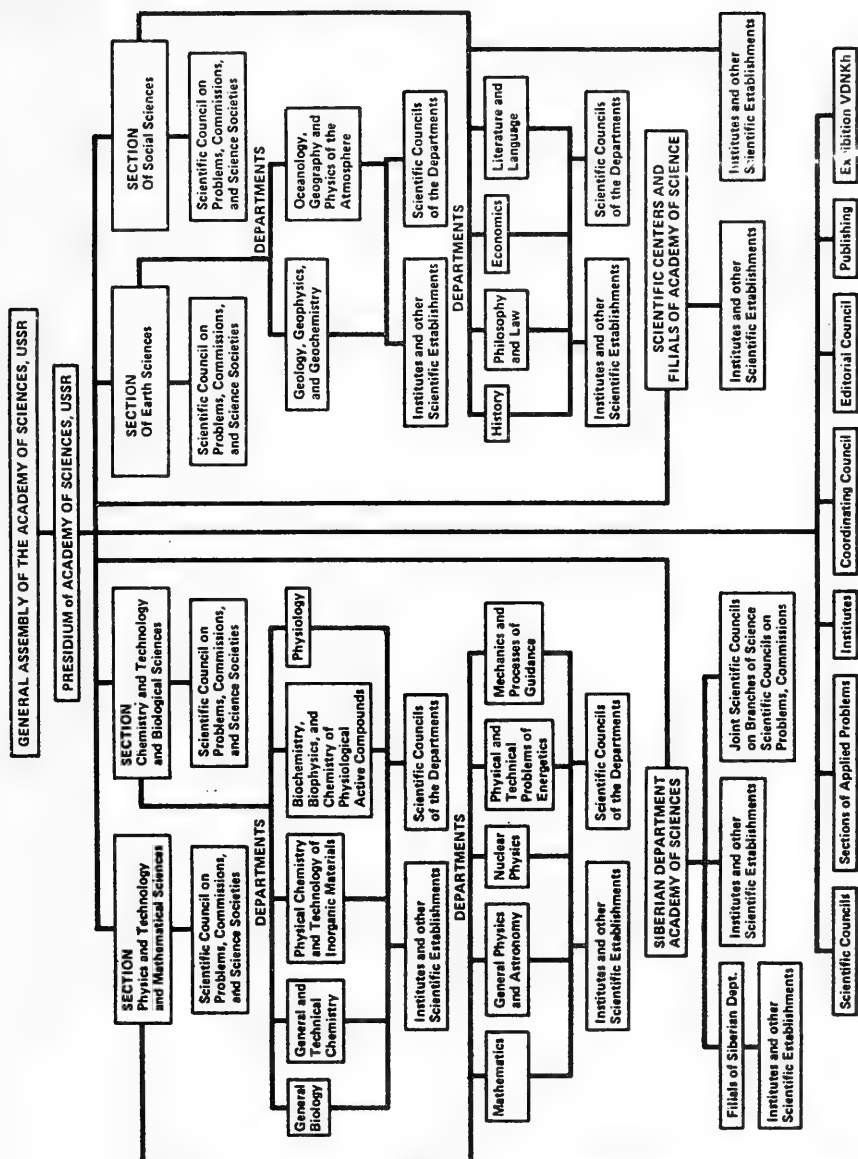 GENERAL ASSEMBLY OF THE ACADEMY OF SCIENCES, USSR
PRESIDIUM of ACADEMY OF SCIENCES, USSR
SECTION
Physics and Technology
and Mathematical Sciences
Scientific Council on
Problems, Commissions,
and Science Societies
SECTION
Chemistry and Technology
and Biological Sciences
Scientific Council on
Problems, Commissions,
and Science Societies
SECTION
Of Earth Sciences
Scientific Council on
Problems, Commissions,
and Science Societies
SECTION
Of Social Sciences
Scientific Council on
Problems, Commissions,
and Science Societies
DEPARTMENTS
General
Biology
General and
Technical
Chemistry
Physical Chemistry
and Technology of
Inorganic Materials
Biochemistry,
Biophysics, and
Chemistry of
Physiological
Active Compounds
Physiology
Institutes and other
Scientific Establishments
Scientific Councils
of the Departments
DEPARTMENTS
Geology, Geophysics,
and Geochemistry
Oceanology,
Geography and
Physics of the
Atmosphere
Institutes and other
Scientific Establishments
Scientific Councils
of the Departments
DEPARTMENTS
Mathematics
General Physics
and Astronomy
Nuclear Physics
Physical and
Technical
Problems of
Energetics
Mechanics and
Processes of
Guidance
Institutes and other
Scientific Establishments
Scientific Councils
of the Departments
DEPARTMENTS
History
Philosophy
and Law
Economics
Literature and
Language
Institutes and other
Scientific Establishments
Scientific Councils
of the Departments
SIBERIAN DEPARTMENT
ACADEMY OF SCIENCES
Filials of Siberian Dept.
Institutes and other
Scientific Establishments
Institutes and other
Scientific Establishments
Joint Scientific Councils
on Branches of Science
Scientific Councils on
Problems, Commissions
SCIENTIFIC CENTERS AND
FILIALS OF ACADEMY OF SCIENCE
Institutes and other
Scientific Establishments
Institutes and other
Scientific Establishments
Scientific Councils
Sections of Applied Problems
Institutes
Coordinating Council
Editorial Council
Publishing
Exhibition VDNKh